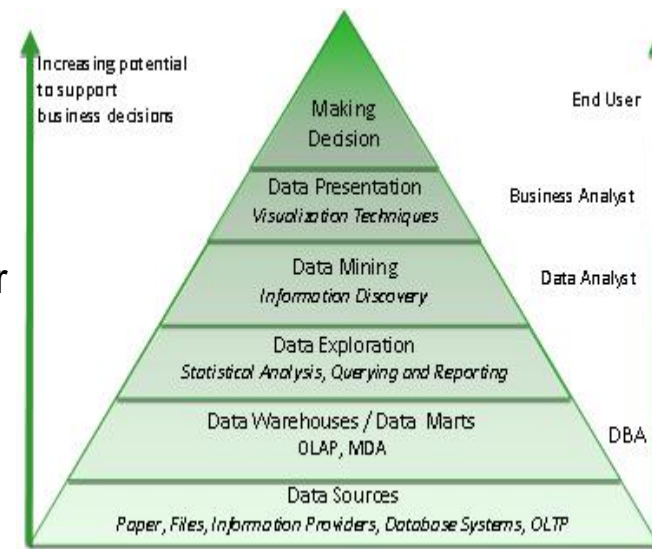 Increasing potential
to support
business decisions
End User
Making
Decision
Data Presentation
Visualization Techniques
Business Analyst
r
Data Mining
Information Discovery
Data Analyst
Data Exploration
Statistical Analysis, Querying and Reporting
Data Warehouses / Data Marts
OLAP, MDA
DBA
Data Sources
Paper, Files, Information Providers, Database Systems, OLTP